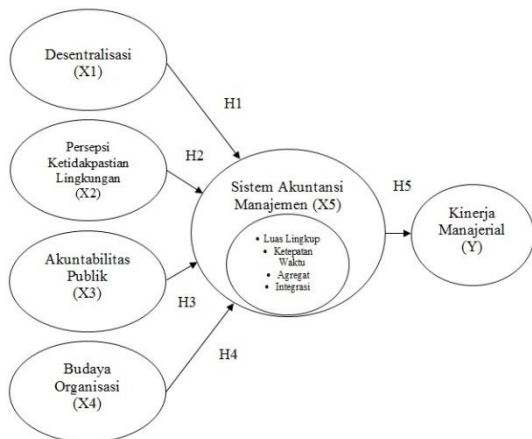 Desentralisasi
(X1)
H1
Persepsi
Ketidakpastian
Lingkungan
(X2)
H2
Sistem Akuntansi
Manajemen (X5)
• Luas Lingkup
• Ketepatan
Waktu
• Agregat
• Integrasi
H5
Kinerja
Manajerial
(Y)
Akuntabilitas
Publik
(X3)
H3
Budaya
Organisasi
(X4)
H4